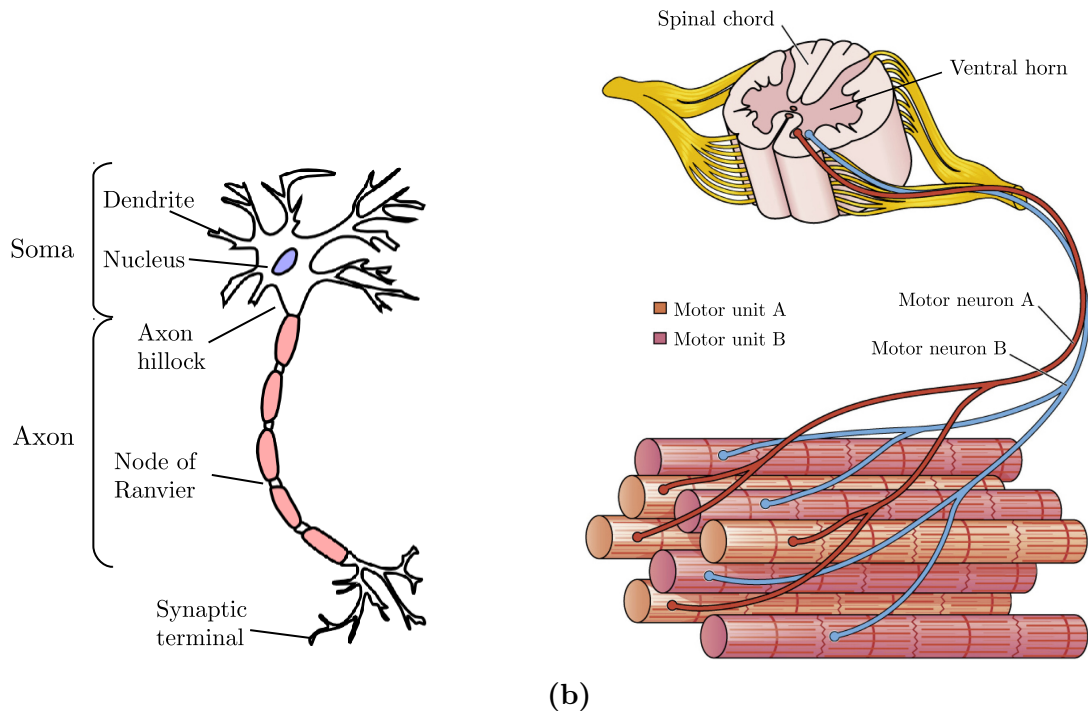 Spinal chord
Ventral horn
Dendrite
Soma
Nucleus
Axon
hillock
Axon
Node of
Ranvier
Synaptic
terminal
Motor unit A
Motor unit B
Motor neuron A
Motor neuron B
(b)